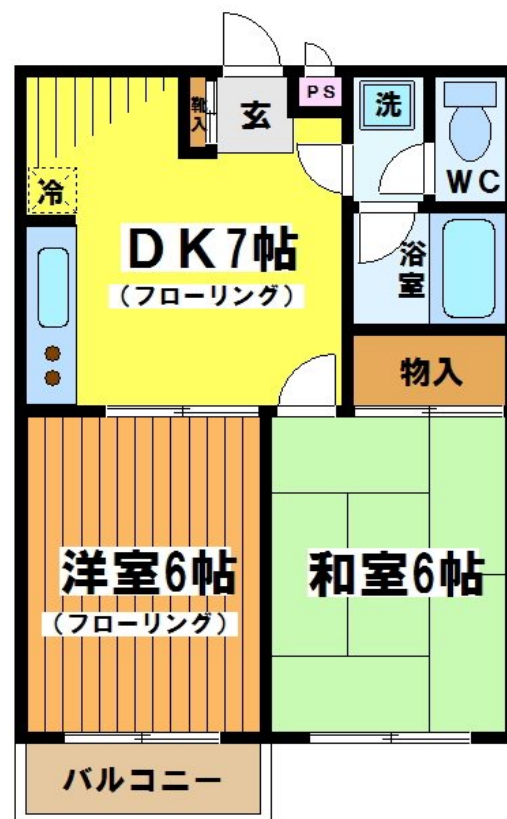 靴入
玄
PS
洗
WC
冷
DK7帖
（フローリング）
浴室
物入
洋室6帖
（フローリング）
和室6帖
バルコニー